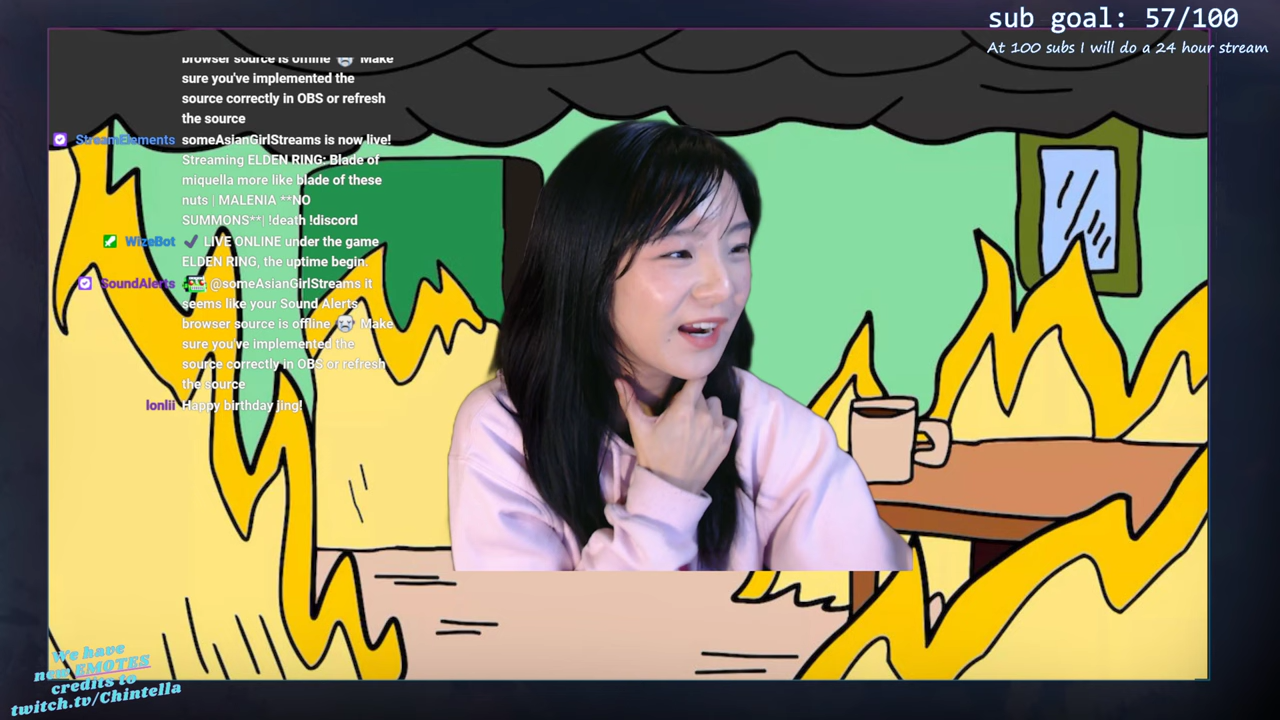 sub goal: 57/100
At 100 subs I will do a 24 hour stream
browser source is offline Make
sure you've implemented the
source correctly in OBS or refresh
the source
StreamElements someAsianGirlStreams is now live!
Streaming ELDEN RING: Blade of
miquella more like blade of these
nuts | MALENIA **NO
SUMMONS**| !death !discord
WizeBot ✔ LIVE ONLINE under the game
ELDEN RING, the uptime begin.
SoundAlerts @someAsianGirlStreams it
seems like your Sound Alerts
browser source is offline Make
sure you've implemented the
source correctly in OBS or refresh
the source
lonlii Happy birthday jing!
We have
new EMOTES
credits to
twitch.tv/Chintella